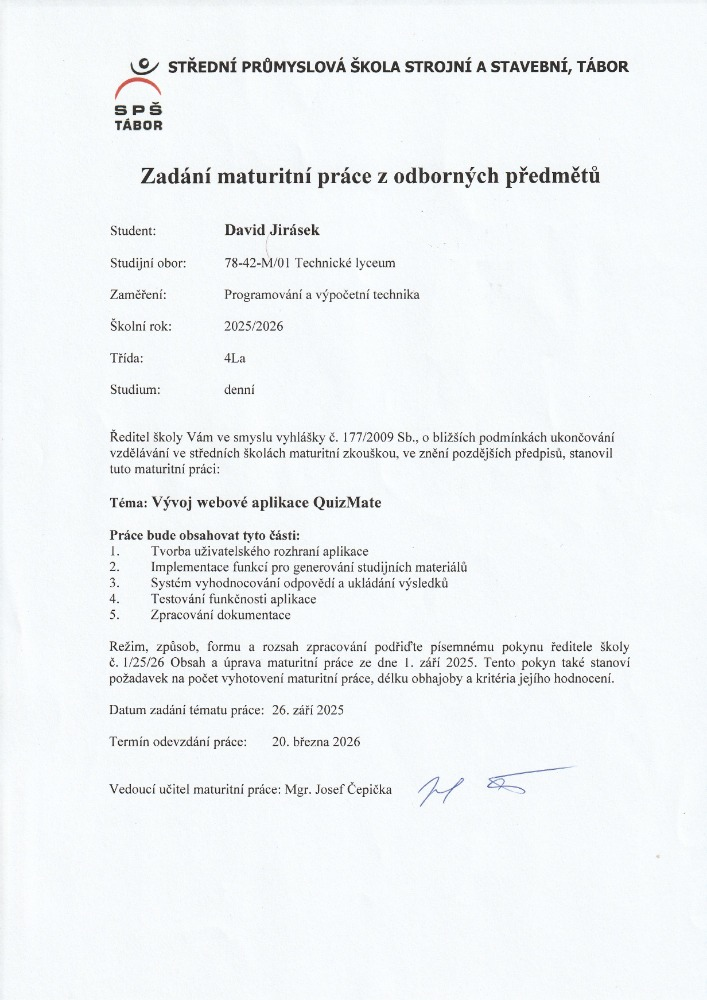 STŘEDNÍ PRŮMYSLOVÁ ŠKOLA STROJNÍ A STAVEBNÍ, TÁBOR
SPŠ
TÁBOR
Zadání maturitní práce z odborných předmětů
Student: David Jirásek
Studijní obor: 78-42-M/01 Technické lyceum
Zaměření: Programování a výpočetní technika
Školní rok: 2025/2026
Třída: 4La
Studium: denní
Ředitel školy Vám ve smyslu vyhlášky č. 177/2009 Sb., o bližších podmínkách ukončování
vzdělávání ve středních školách maturitní zkouškou, ve znění pozdějších předpisů, stanovil
tuto maturitní práci:
Téma: Vývoj webové aplikace QuizMate
Práce bude obsahovat tyto části:
1. Tvorba uživatelského rozhraní aplikace
2. Implementace funkcí pro generování studijních materiálů
3. Systém vyhodnocování odpovědí a ukládání výsledků
4. Testování funkčnosti aplikace
5. Zpracování dokumentace
Režim, způsob, formu a rozsah zpracování podřiďte písemnému pokynu ředitele školy
č. 1/25/26 Obsah a úprava maturitní práce ze dne 1. září 2025. Tento pokyn také stanoví
požadavek na počet vyhotovení maturitní práce, délku obhajoby a kritéria jejího hodnocení.
Datum zadání tématu práce: 26. září 2025
Termín odevzdání práce: 20. března 2026
Vedoucí učitel maturitní práce: Mgr. Josef Čepička